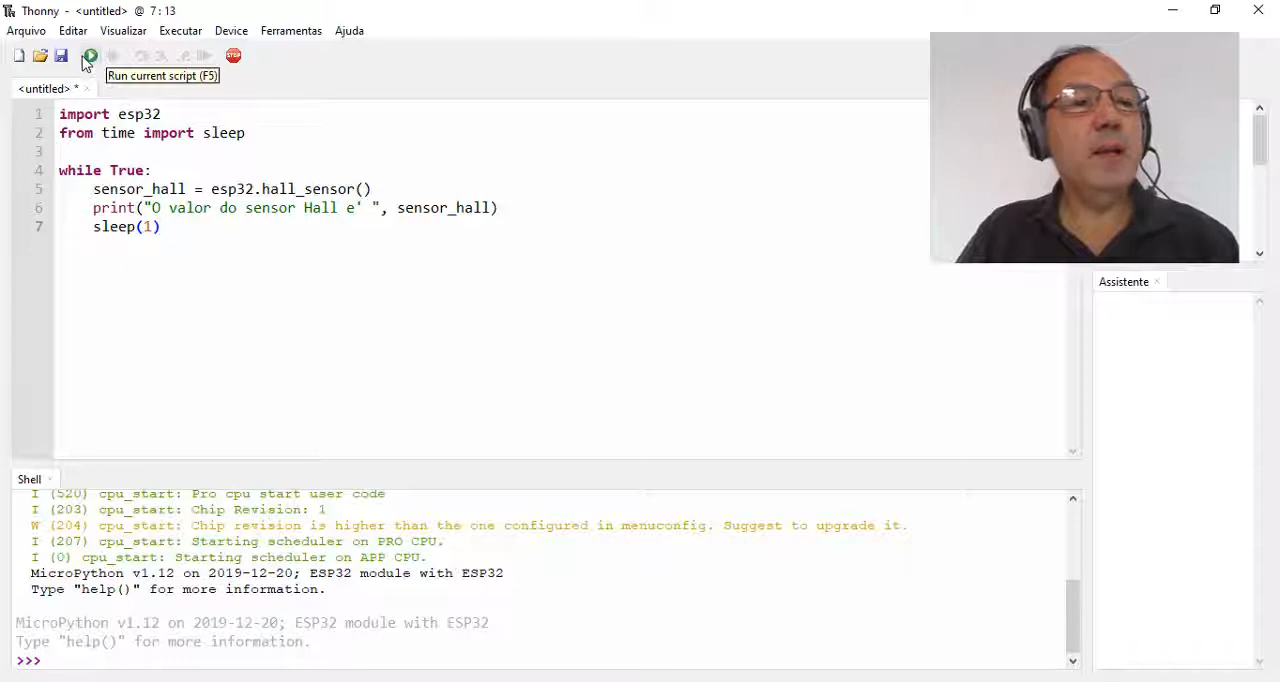 Thonny - <untitled> @ 7:13
Arquivo Editar Visualizar Executar Device Ferramentas Ajuda
STOP
Run current script (F5)
<untitled> *
1 import esp32
2 from time import sleep
3
4 while True:
5 sensor_hall = esp32.hall_sensor()
6 print("O valor do sensor Hall e' ", sensor_hall)
7 sleep(1)
Assistente
Shell
I (520) cpu_start: Pro cpu start user code
I (203) cpu_start: Chip Revision: 1
W (204) cpu_start: Chip revision is higher than the one configured in menuconfig. Suggest to upgrade it.
I (207) cpu_start: Starting scheduler on PRO CPU.
I (0) cpu_start: Starting scheduler on APP CPU.
MicroPython v1.12 on 2019-12-20; ESP32 module with ESP32
Type "help()" for more information.
MicroPython v1.12 on 2019-12-20; ESP32 module with ESP32
Type "help()" for more information.
>>>